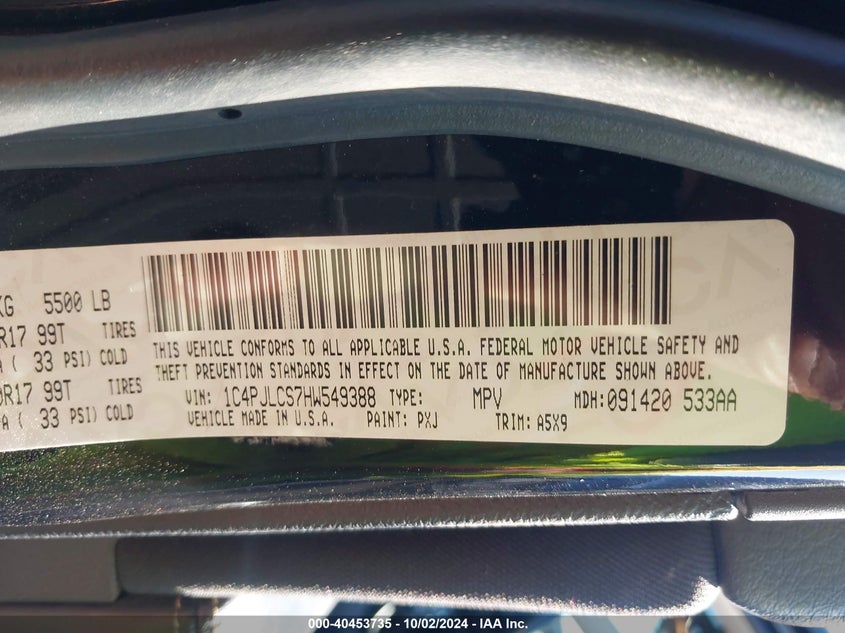 KG 5500 LB
R17 99T TIRES
( 33 PSI) COLD
R17 99T TIRES
( 33 PSI) COLD
THIS VEHICLE CONFORMS TO ALL APPLICABLE U.S.A. FEDERAL MOTOR VEHICLE SAFETY AND
THEFT PREVENTION STANDARDS IN EFFECT ON THE DATE OF MANUFACTURE SHOWN ABOVE.
VIN: 1C4PJLCS7HW549388 TYPE: MPV MDH: 091420 533AA
VEHICLE MADE IN U.S.A. PAINT: PXJ TRIM: A5X9
000-40453735 - 10/02/2024 - IAA Inc.